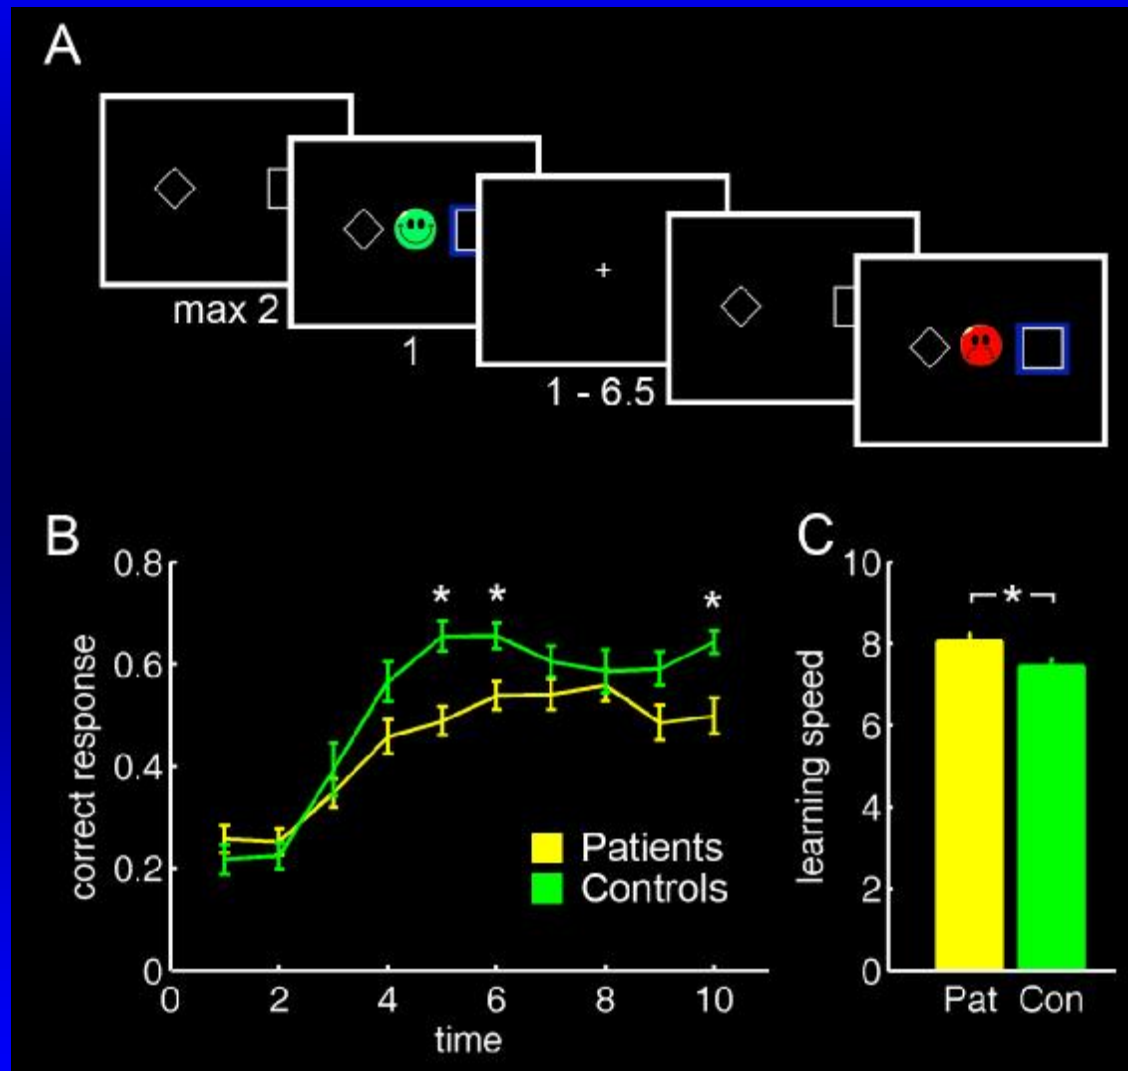 A
max 2
1
1 - 6.5
B
0.8
0.6
0.4
0.2
0
correct response
* * *
Patients
Controls
0 2 4 6 8 10
time
C
10
8
6
4
2
0
learning speed
*
Pat Con